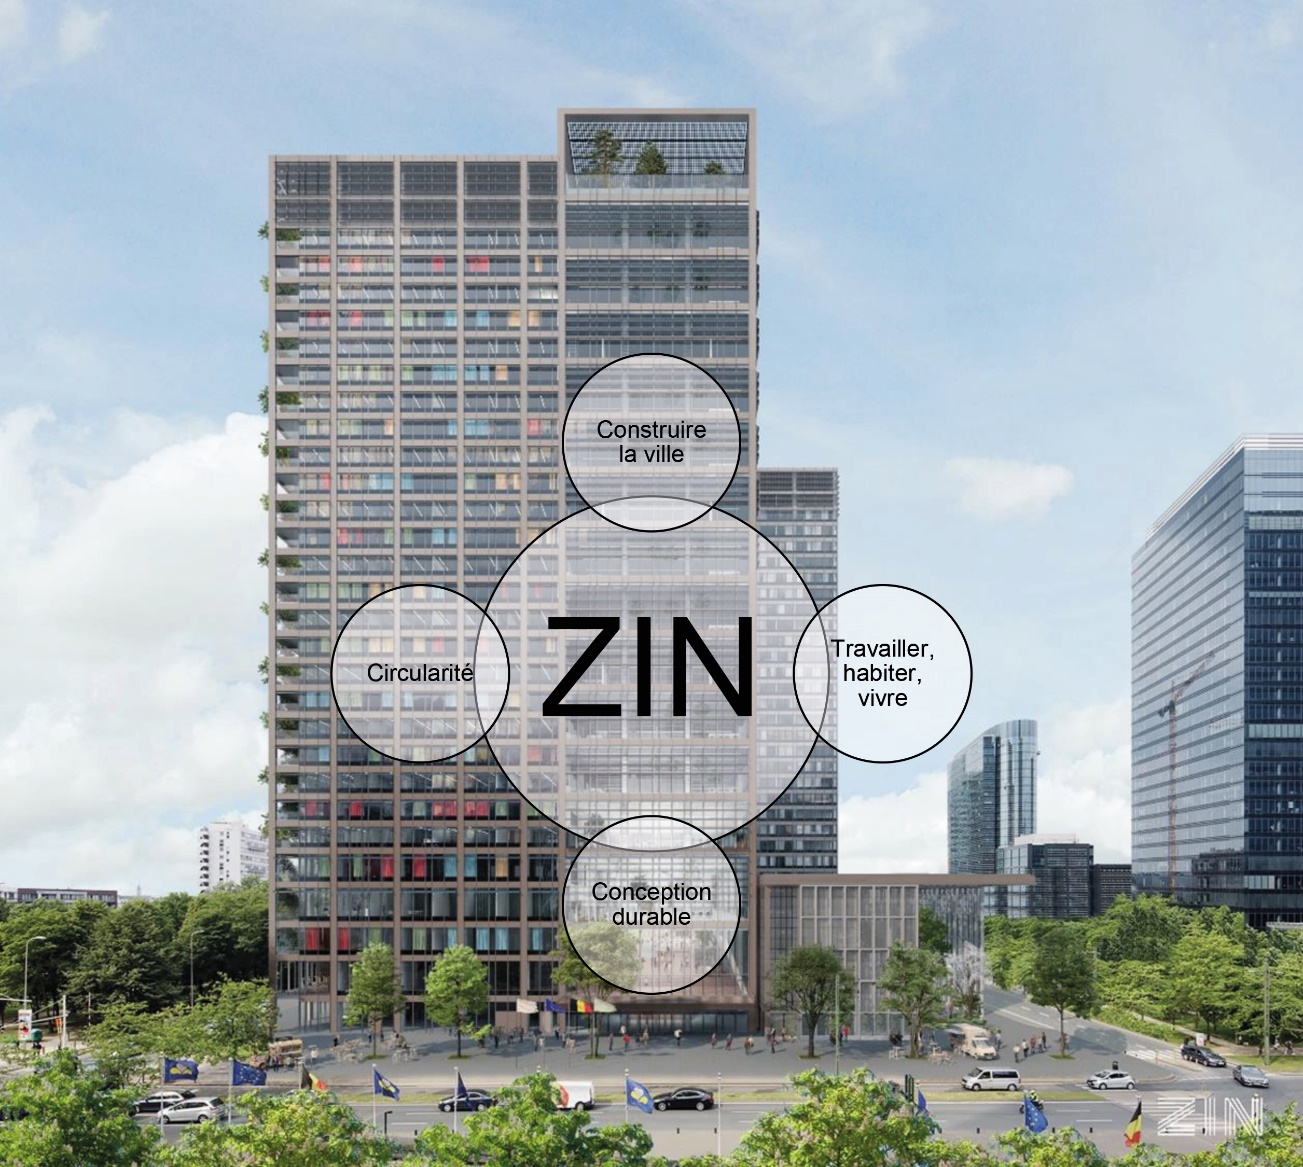 Construire
la ville
Circularité
ZIN
Travailler,
habiter,
vivre
Conception
durable
ZIN